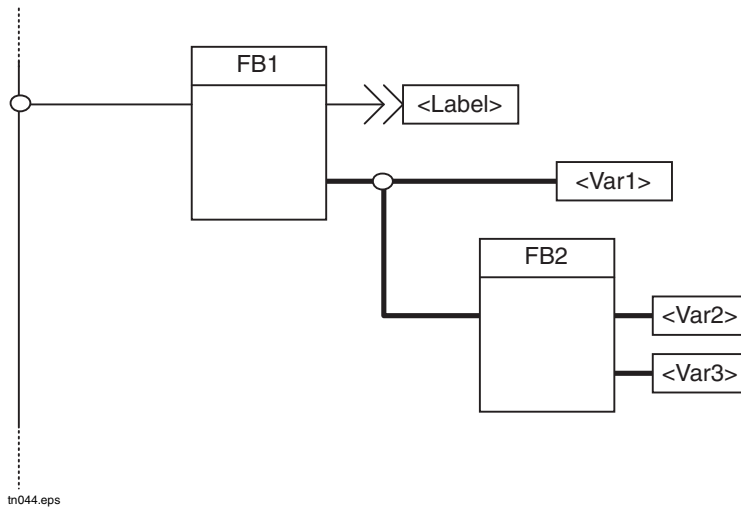 FB1
<Label>
<Var1>
FB2
<Var2>
<Var3>
tn044.eps